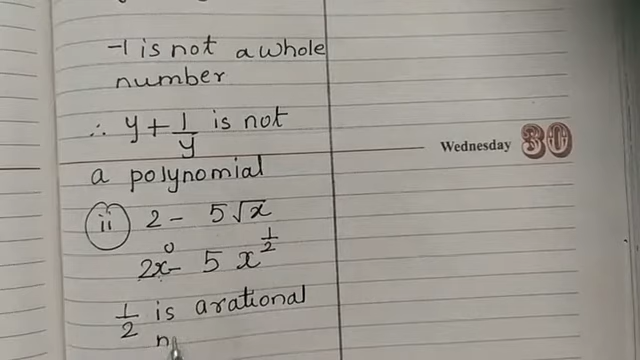 -1 is not a whole
number
∴ y + 1/y is not
a polynomial
Wednesday 30
(ii) 2 - 5√x
2x⁰ - 5 x^(1/2)
1/2 is a rational
n